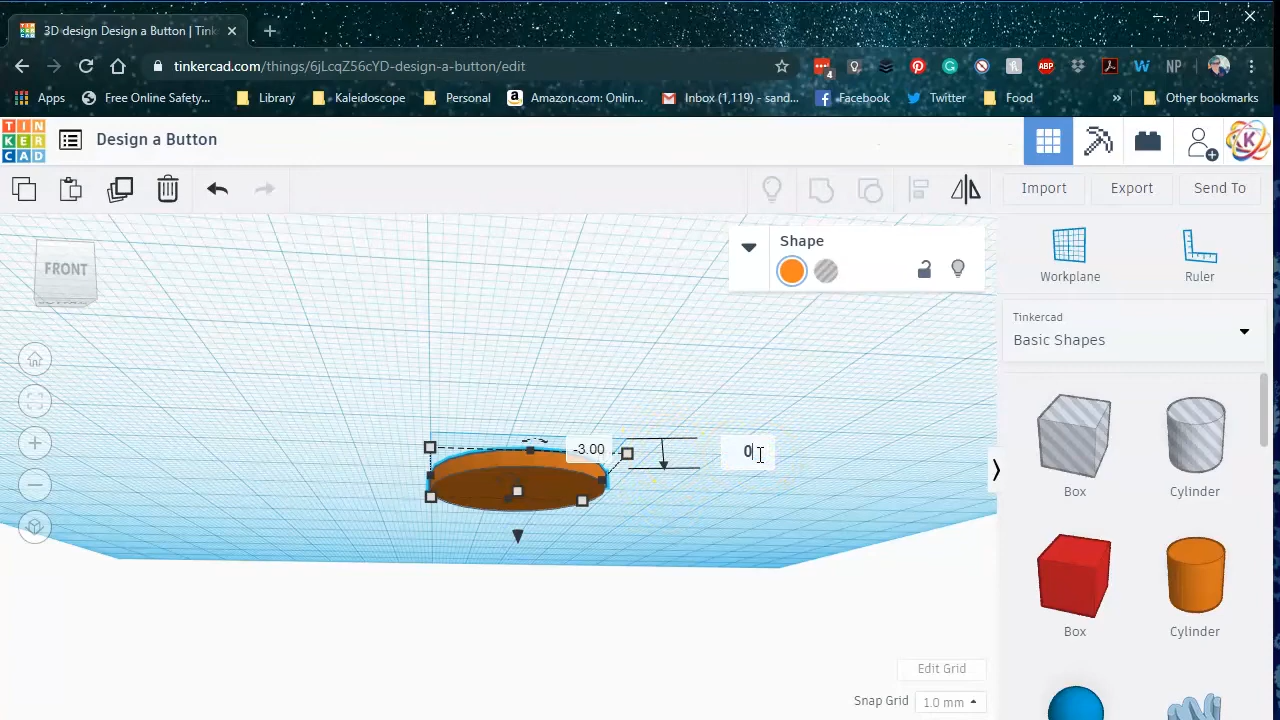 3D design Design a Button | Tink
tinkercad.com/things/6jLcqZ56cYD-design-a-button/edit
4
ABP
W
NP
Apps
Free Online Safety...
Library
Kaleidoscope
Personal
Amazon.com: Onlin...
Inbox (1,119) - sand...
Facebook
Twitter
Food
»
Other bookmarks
TIN
KER
CAD
Design a Button
K
Import
Export
Send To
FRONT
Shape
Workplane
Ruler
Tinkercad
Basic Shapes
-3.00
0
Box
Cylinder
Box
Cylinder
Edit Grid
Snap Grid
1.0 mm